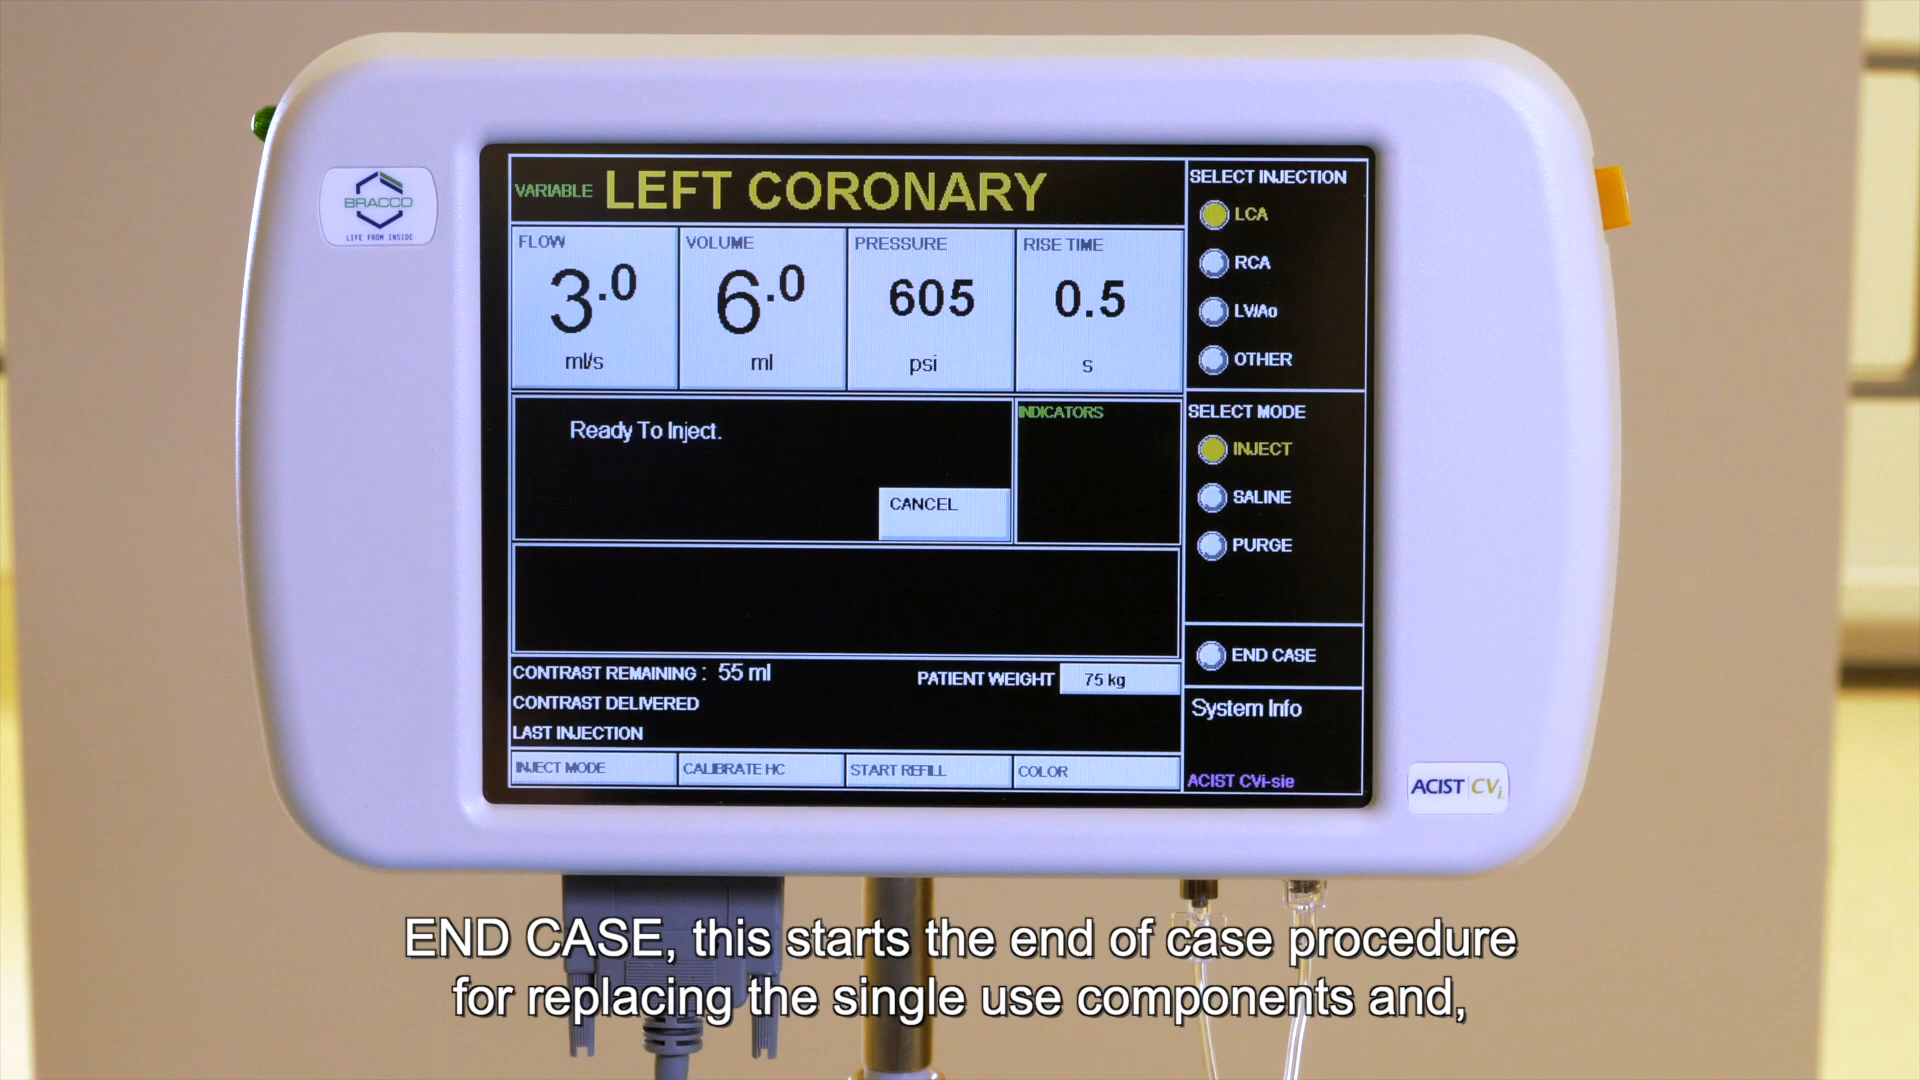 BRACCO
LIFE FROM INSIDE
VARIABLE LEFT CORONARY
FLOW
3.0
ml/s
VOLUME
6.0
ml
PRESSURE
605
psi
RISE TIME
0.5
s
Ready To Inject.
CANCEL
INDICATORS
CONTRAST REMAINING : 55 ml
PATIENT WEIGHT 75 kg
CONTRAST DELIVERED
LAST INJECTION
INJECT MODE
CALIBRATE HC
START REFILL
COLOR
SELECT INJECTION
LCA
RCA
LV/Ao
OTHER
SELECT MODE
INJECT
SALINE
PURGE
END CASE
System Info
ACIST CVi-sie
ACIST CVi
END CASE, this starts the end of case procedure
for replacing the single use components and,